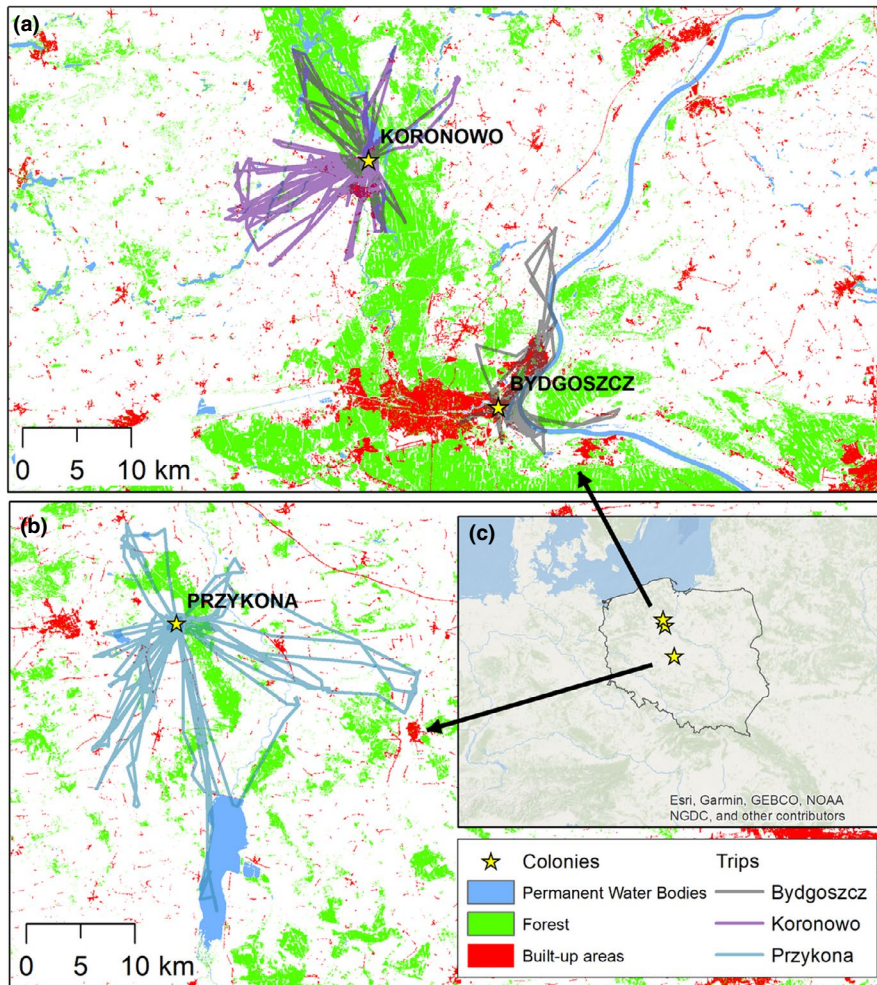 (a)
KORONOWO
BYDGOSZCZ
0 5 10 km
(b)
PRZYKONA
0 5 10 km
(c)
Esri, Garmin, GEBCO, NOAA
NGDC, and other contributors
Colonies
Permanent Water Bodies
Forest
Built-up areas
Trips
Bydgoszcz
Koronowo
Przykona